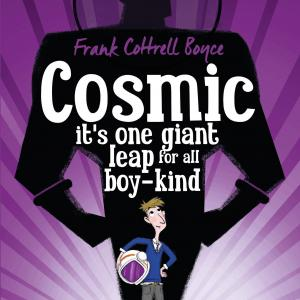 Frank Cottrell Boyce
Cosmic
it's one giant
leap for all
boy-kind